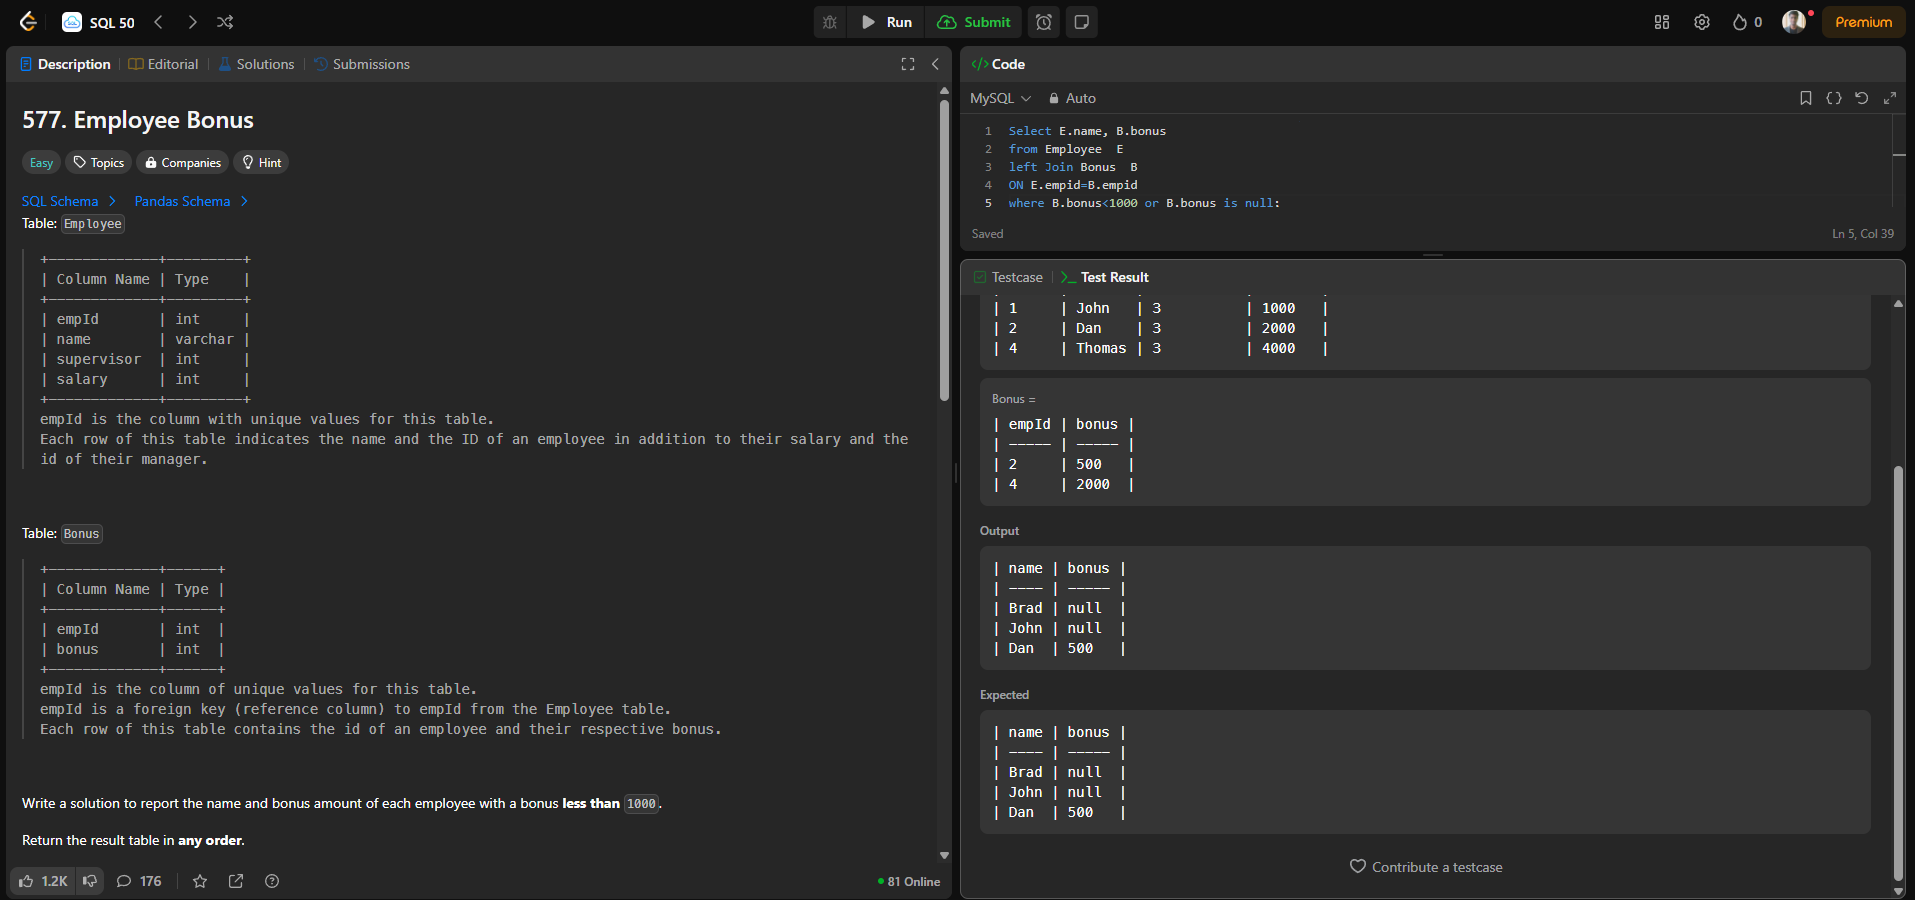 SQL 50
Run
Submit
0
Premium
Description
Editorial
Solutions
Submissions
577. Employee Bonus
Easy
Topics
Companies
Hint
SQL Schema
Pandas Schema
Table: Employee
+-------------+---------+
| Column Name | Type    |
+-------------+---------+
| empId       | int     |
| name        | varchar |
| supervisor  | int     |
| salary      | int     |
+-------------+---------+
empId is the column with unique values for this table.
Each row of this table indicates the name and the ID of an employee in addition to their salary and the
id of their manager.
Table: Bonus
+-------------+------+
| Column Name | Type |
+-------------+------+
| empId       | int  |
| bonus       | int  |
+-------------+------+
empId is the column of unique values for this table.
empId is a foreign key (reference column) to empId from the Employee table.
Each row of this table contains the id of an employee and their respective bonus.
Write a solution to report the name and bonus amount of each employee with a bonus less than 1000.
Return the result table in any order.
1.2K
176
81 Online
Code
MySQL
Auto
1 Select E.name, B.bonus
2 from Employee  E
3 left Join Bonus  B
4 ON E.empid=B.empid
5 where B.bonus<1000 or B.bonus is null:
Saved
Ln 5, Col 39
Testcase
Test Result
| 1     | John   | 3          | 1000   |
| 2     | Dan    | 3          | 2000   |
| 4     | Thomas | 3          | 4000   |
Bonus =
| empId | bonus |
| ----- | ----- |
| 2     | 500   |
| 4     | 2000  |
Output
| name | bonus |
| ---- | ----- |
| Brad | null  |
| John | null  |
| Dan  | 500   |
Expected
| name | bonus |
| ---- | ----- |
| Brad | null  |
| John | null  |
| Dan  | 500   |
Contribute a testcase